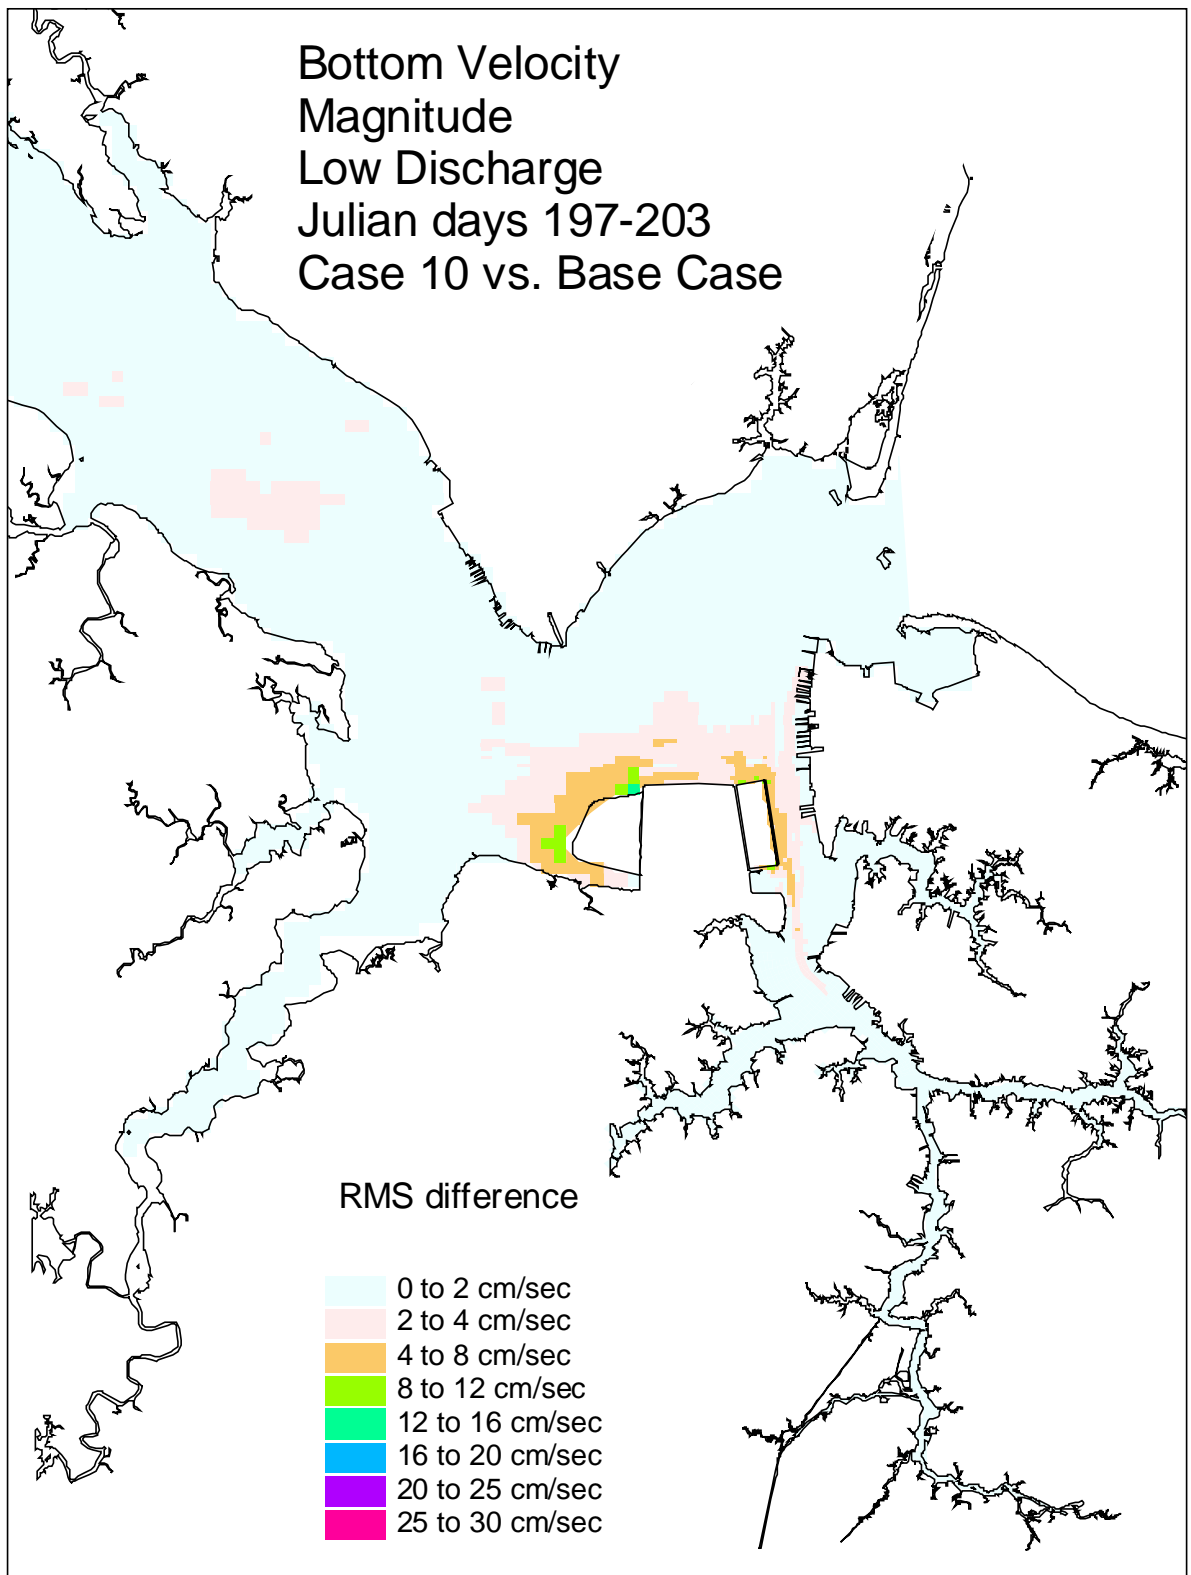 Bottom Velocity
Magnitude
Low Discharge
Julian days 197-203
Case 10 vs. Base Case
RMS difference
0 to 2 cm/sec
2 to 4 cm/sec
4 to 8 cm/sec
8 to 12 cm/sec
12 to 16 cm/sec
16 to 20 cm/sec
20 to 25 cm/sec
25 to 30 cm/sec